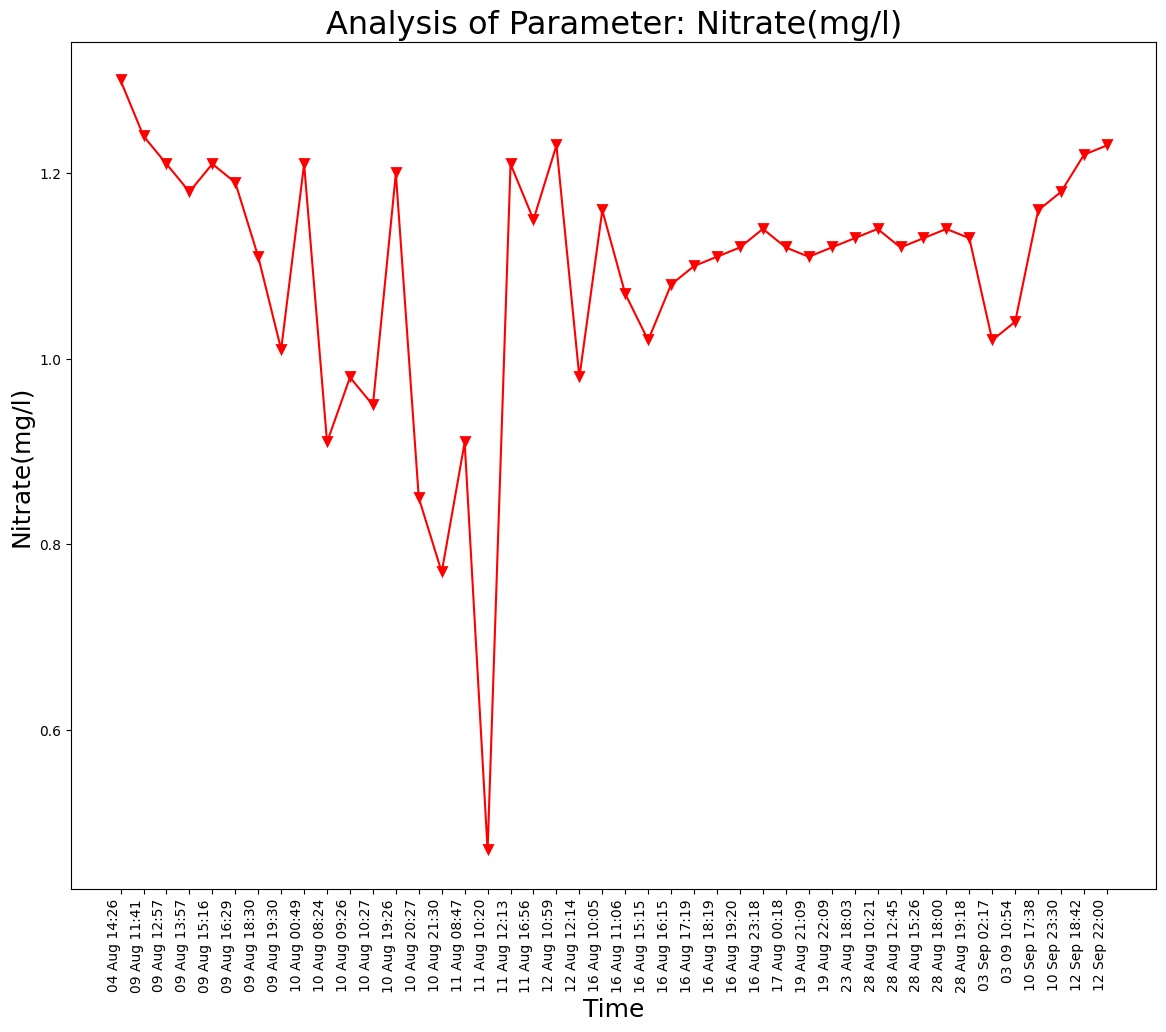 Analysis of Parameter: Nitrate(mg/l)
Nitrate(mg/l)
1.2
1.0
0.8
0.6
04 Aug 14:26
09 Aug 11:41
09 Aug 12:57
09 Aug 13:57
09 Aug 15:16
09 Aug 16:29
09 Aug 18:30
09 Aug 19:30
10 Aug 00:49
10 Aug 08:24
10 Aug 09:26
10 Aug 10:27
10 Aug 19:26
10 Aug 20:27
10 Aug 21:30
11 Aug 08:47
11 Aug 10:20
11 Aug 12:13
11 Aug 16:56
12 Aug 10:59
12 Aug 12:14
16 Aug 10:05
16 Aug 11:06
16 Aug 15:15
16 Aug 16:15
16 Aug 17:19
16 Aug 18:19
16 Aug 19:20
16 Aug 23:18
17 Aug 00:18
19 Aug 21:09
19 Aug 22:09
23 Aug 18:03
28 Aug 10:21
28 Aug 12:45
28 Aug 15:26
28 Aug 18:00
28 Aug 19:18
03 Sep 02:17
03 09 10:54
10 Sep 17:38
10 Sep 23:30
12 Sep 18:42
12 Sep 22:00
Time